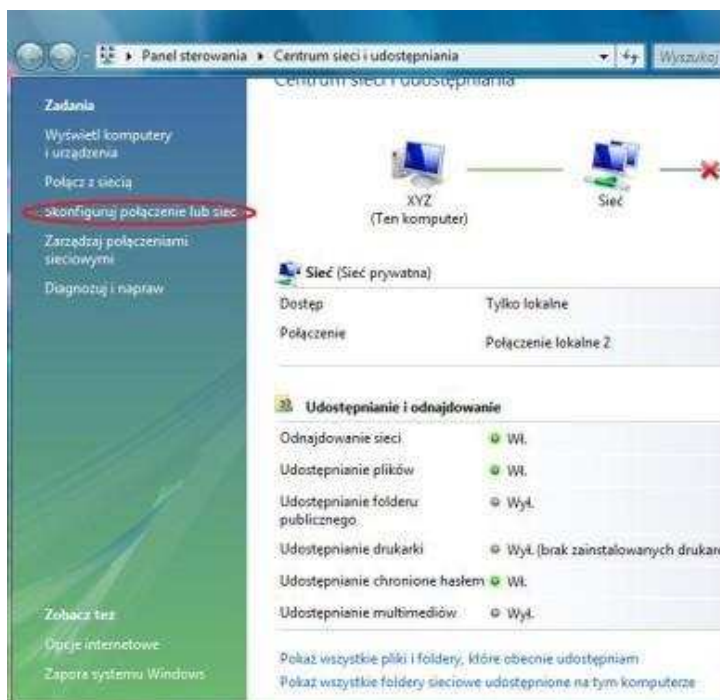 Panel sterowania ▸ Centrum sieci i udostępniania
Wyszukaj
Centrum sieci i udostępniania
Zadania
Wyświetl komputery
i urządzenia
Połącz z siecią
Skonfiguruj połączenie lub sieć
Zarządzaj połączeniami
sieciowymi
Diagnozuj i napraw
XYZ
(Ten komputer)
Sieć
Sieć (Sieć prywatna)
Dostęp Tylko lokalne
Połączenie Połączenie lokalne 2
Udostępnianie i odnajdowanie
Odnajdowanie sieci Wł.
Udostępnianie plików Wł.
Udostępnianie folderu
publicznego Wył.
Udostępnianie drukarki Wył. (brak zainstalowanych drukar
Udostępnianie chronione hasłem Wł.
Udostępnianie multimediów Wył.
Zobacz też
Opcje internetowe
Zapora systemu Windows
Pokaż wszystkie pliki i foldery, które obecnie udostępniam
Pokaż wszystkie foldery sieciowe udostępnione na tym komputerze